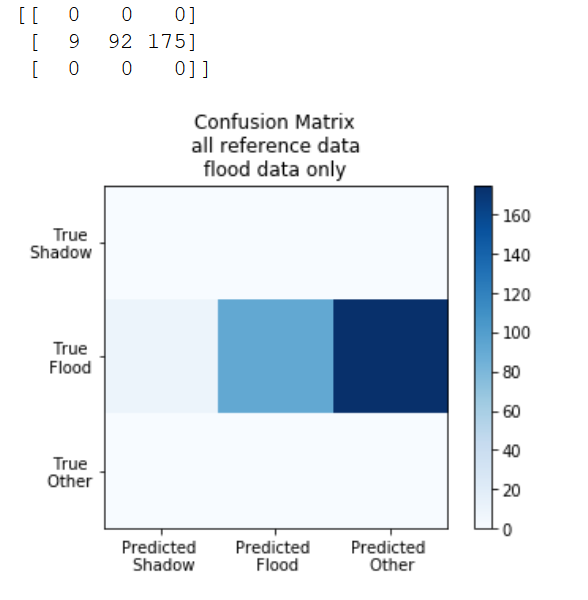 [[ 0 0 0]
[ 9 92 175]
[ 0 0 0]]
Confusion Matrix
all reference data
flood data only
True
Shadow
True
Flood
True
Other
Predicted
Shadow
Predicted
Flood
Predicted
Other
160
140
120
100
80
60
40
20
0